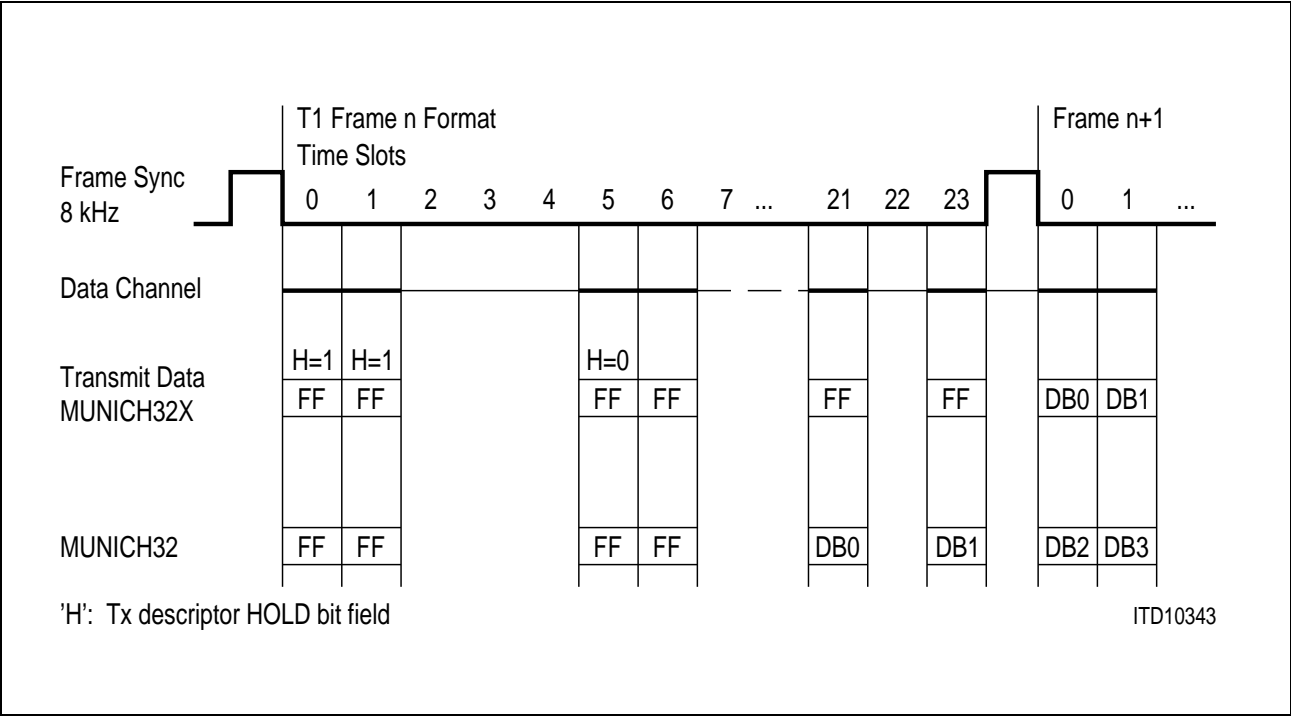 T1 Frame n Format
Time Slots
Frame n+1
Frame Sync
8 kHz
0 1 2 3 4 5 6 7 ... 21 22 23 0 1 ...
Data Channel
H=1 H=1 H=0
Transmit Data
MUNICH32X
FF FF FF FF FF FF DB0 DB1
MUNICH32 FF FF FF FF DB0 DB1 DB2 DB3
'H': Tx descriptor HOLD bit field
ITD10343